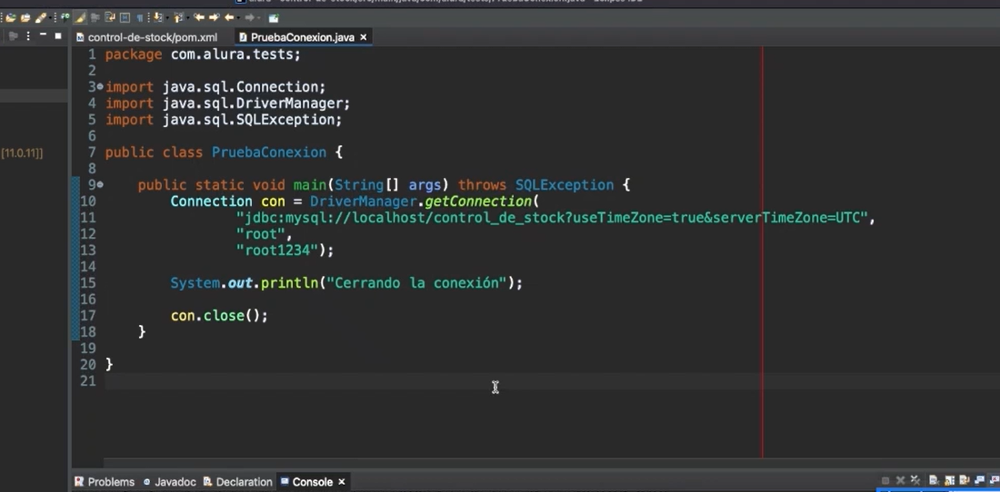 control-de-stock/pom.xml
PruebaConexion.java
1 package com.alura.tests;
2
3 import java.sql.Connection;
4 import java.sql.DriverManager;
5 import java.sql.SQLException;
6
[11.0.11]]
7 public class PruebaConexion {
8
9 public static void main(String[] args) throws SQLException {
10 Connection con = DriverManager.getConnection(
11 "jdbc:mysql://localhost/control_de_stock?useTimeZone=true&serverTimeZone=UTC",
12 "root",
13 "root1234");
14
15 System.out.println("Cerrando la conexión");
16
17 con.close();
18 }
19
20 }
21
Problems Javadoc Declaration Console